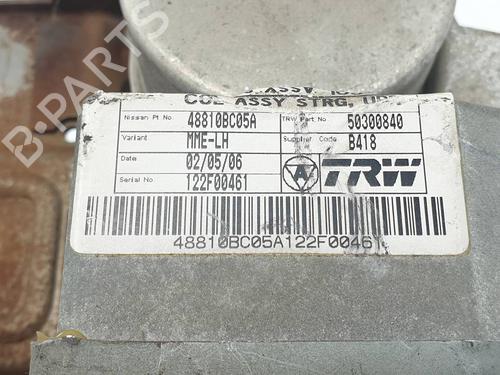 B PARTS
COL ASSY STRG, UPR
Nissan Pt No. 48810BC05A TRW Part No 50300840
Variant MME-LH Supplier Code B418
Date 02/05/06
Serial No 122F00461 TRW
48810BC05A122F00461